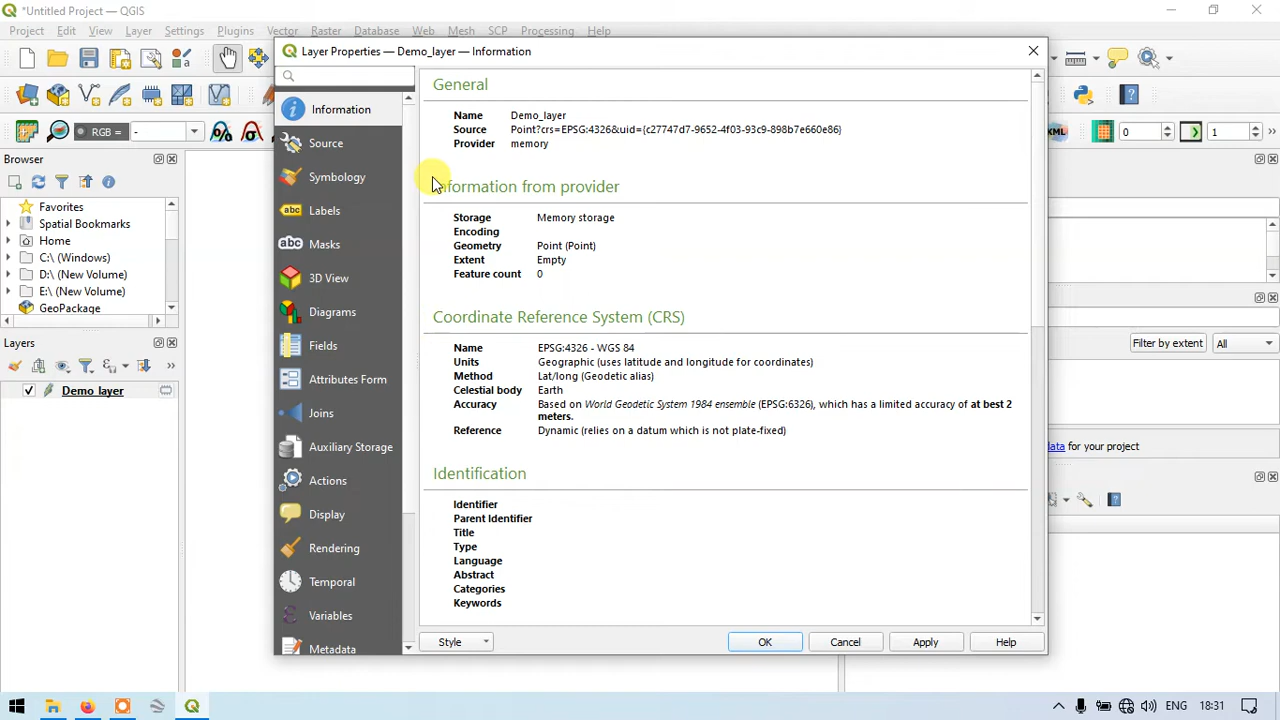 *Untitled Project — QGIS
Project Edit View Layer Settings Plugins Vector Raster Database Web Mesh SCP Processing Help
Layer Properties — Demo_layer — Information
RGB = -
0
1
Browser
Favorites
Spatial Bookmarks
Home
C:\ (Windows)
D:\ (New Volume)
E:\ (New Volume)
GeoPackage
Layers
Demo_layer
Information
Source
Symbology
Labels
Masks
3D View
Diagrams
Fields
Attributes Form
Joins
Auxiliary Storage
Actions
Display
Rendering
Temporal
Variables
Metadata
General
Name Demo_layer
Source Point?crs=EPSG:4326&uid={c27747d7-9652-4f03-93c9-898b7e660e86}
Provider memory
Information from provider
Storage Memory storage
Encoding
Geometry Point (Point)
Extent Empty
Feature count 0
Coordinate Reference System (CRS)
Name EPSG:4326 - WGS 84
Units Geographic (uses latitude and longitude for coordinates)
Method Lat/long (Geodetic alias)
Celestial body Earth
Accuracy Based on World Geodetic System 1984 ensemble (EPSG:6326), which has a limited accuracy of at best 2
meters.
Reference Dynamic (relies on a datum which is not plate-fixed)
Identification
Identifier
Parent Identifier
Title
Type
Language
Abstract
Categories
Keywords
Style OK Cancel Apply Help
Filter by extent All
data for your project
ENG 18:31